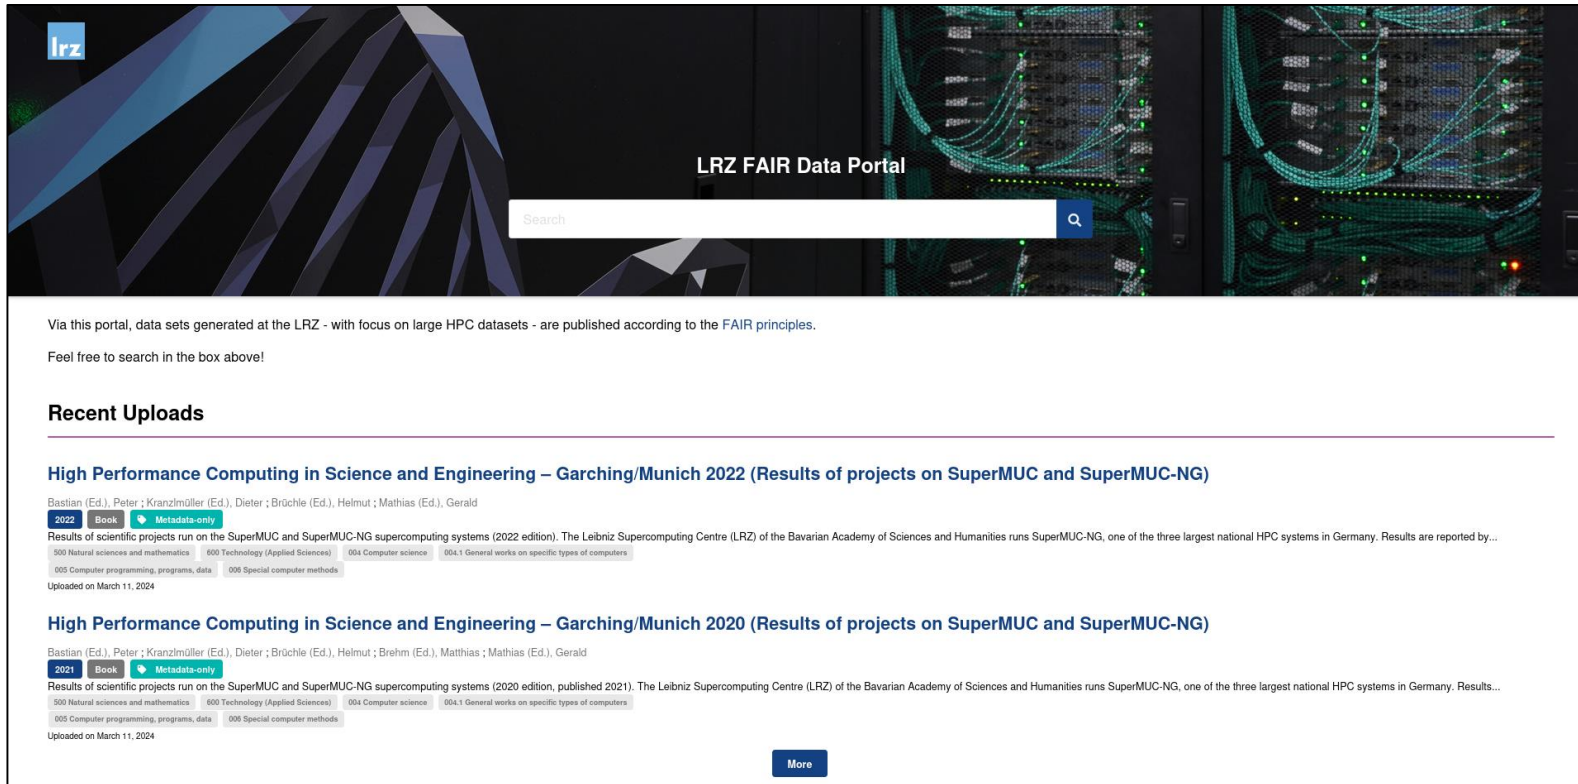 lrz
LRZ FAIR Data Portal
Search
Via this portal, data sets generated at the LRZ - with focus on large HPC datasets - are published according to the FAIR principles.
Feel free to search in the box above!
Recent Uploads
High Performance Computing in Science and Engineering – Garching/Munich 2022 (Results of projects on SuperMUC and SuperMUC-NG)
Bastian (Ed.), Peter ; Kranzlmüller (Ed.), Dieter ; Brüchle (Ed.), Helmut ; Mathias (Ed.), Gerald
2022 Book Metadata-only
Results of scientific projects run on the SuperMUC and SuperMUC-NG supercomputing systems (2022 edition). The Leibniz Supercomputing Centre (LRZ) of the Bavarian Academy of Sciences and Humanities runs SuperMUC-NG, one of the three largest national HPC systems in Germany. Results are reported by...
500 Natural sciences and mathematics 600 Technology (Applied Sciences) 004 Computer science 004.1 General works on specific types of computers
005 Computer programming, programs, data 006 Special computer methods
Uploaded on March 11, 2024
High Performance Computing in Science and Engineering – Garching/Munich 2020 (Results of projects on SuperMUC and SuperMUC-NG)
Bastian (Ed.), Peter ; Kranzlmüller (Ed.), Dieter ; Brüchle (Ed.), Helmut ; Brehm (Ed.), Matthias ; Mathias (Ed.), Gerald
2021 Book Metadata-only
Results of scientific projects run on the SuperMUC and SuperMUC-NG supercomputing systems (2020 edition, published 2021). The Leibniz Supercomputing Centre (LRZ) of the Bavarian Academy of Sciences and Humanities runs SuperMUC-NG, one of the three largest national HPC systems in Germany. Results...
500 Natural sciences and mathematics 600 Technology (Applied Sciences) 004 Computer science 004.1 General works on specific types of computers
005 Computer programming, programs, data 006 Special computer methods
Uploaded on March 11, 2024
More